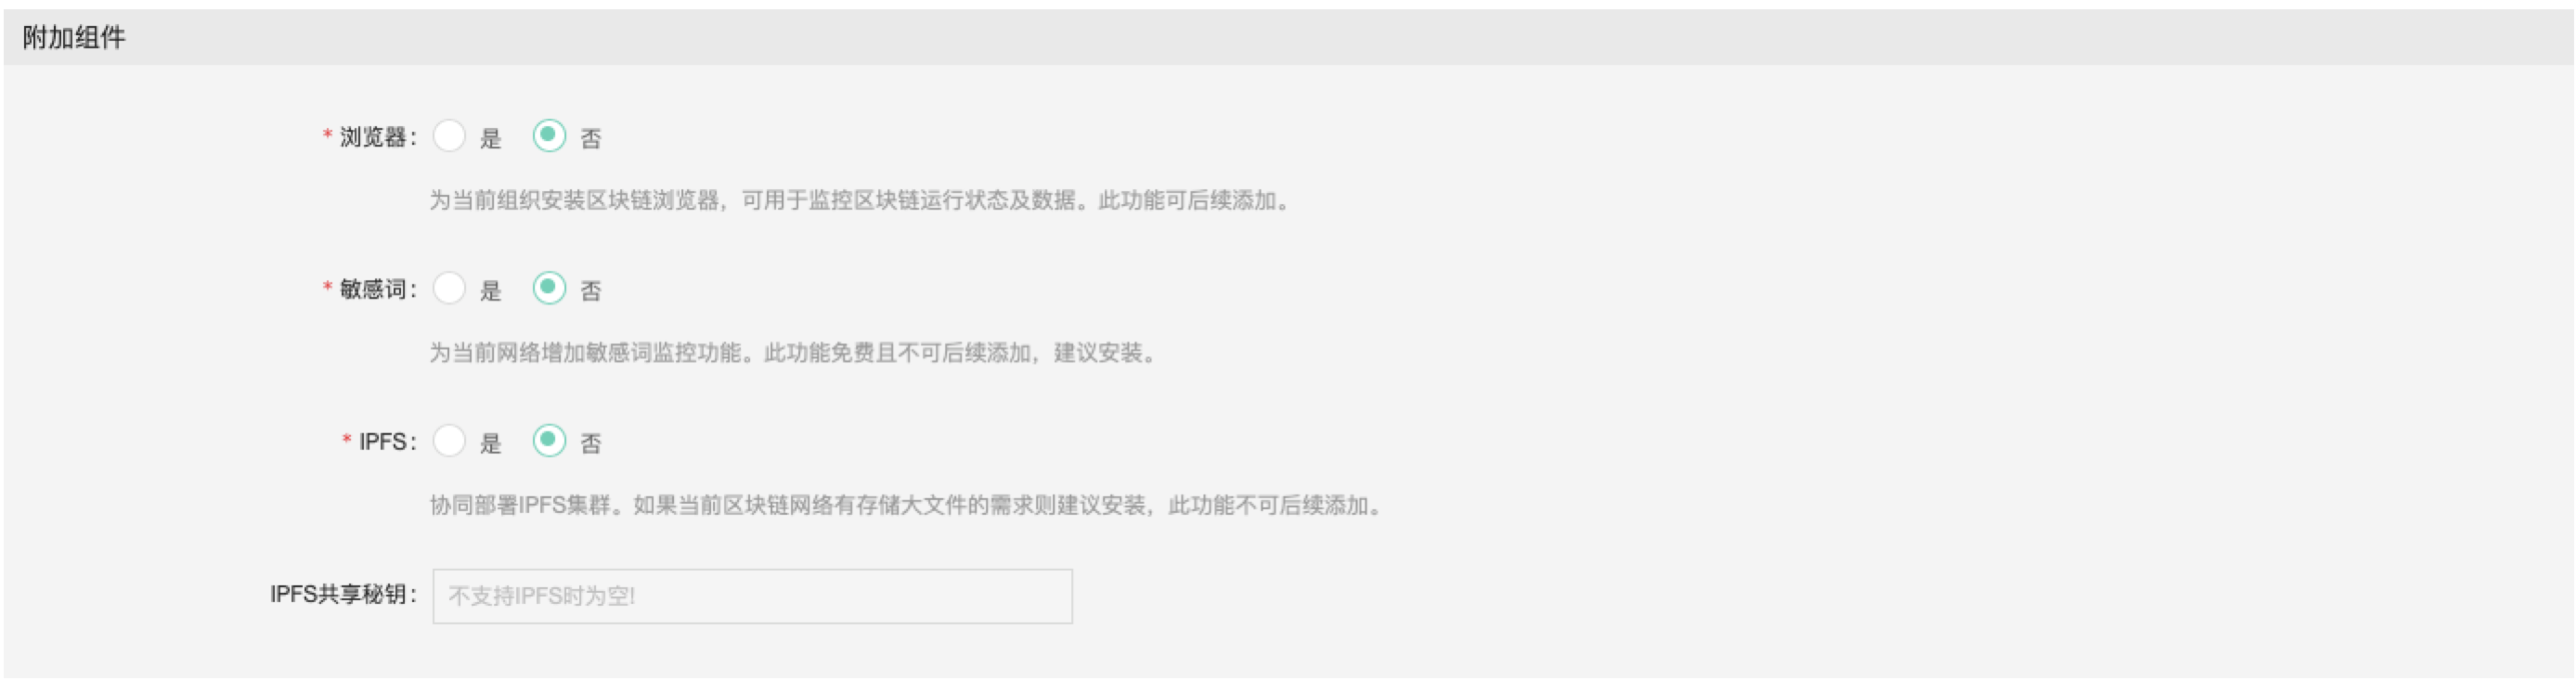 附加组件
* 浏览器: 是 否
为当前组织安装区块链浏览器，可用于监控区块链运行状态及数据。此功能可后续添加。
* 敏感词: 是 否
为当前网络增加敏感词监控功能。此功能免费且不可后续添加，建议安装。
* IPFS: 是 否
协同部署IPFS集群。如果当前区块链网络有存储大文件的需求则建议安装，此功能不可后续添加。
IPFS共享秘钥: 不支持IPFS时为空!